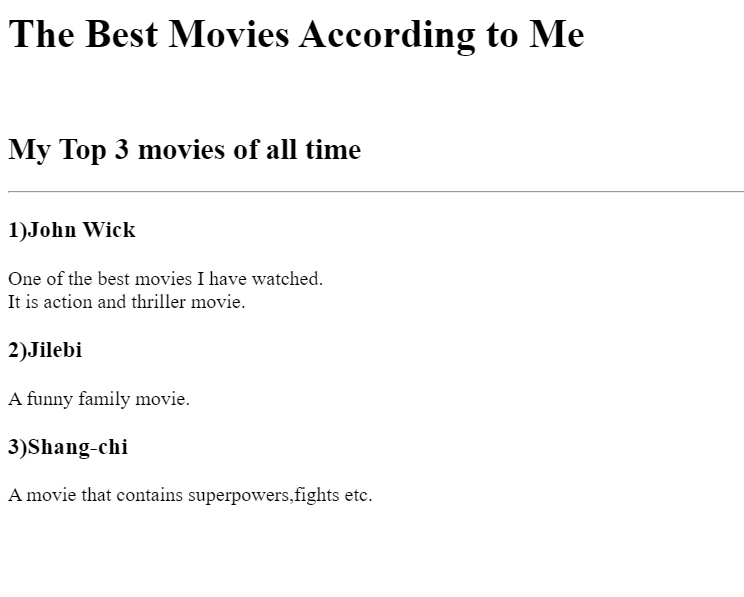 The Best Movies According to Me
My Top 3 movies of all time
1)John Wick
One of the best movies I have watched.
It is action and thriller movie.
2)Jilebi
A funny family movie.
3)Shang-chi
A movie that contains superpowers,fights etc.